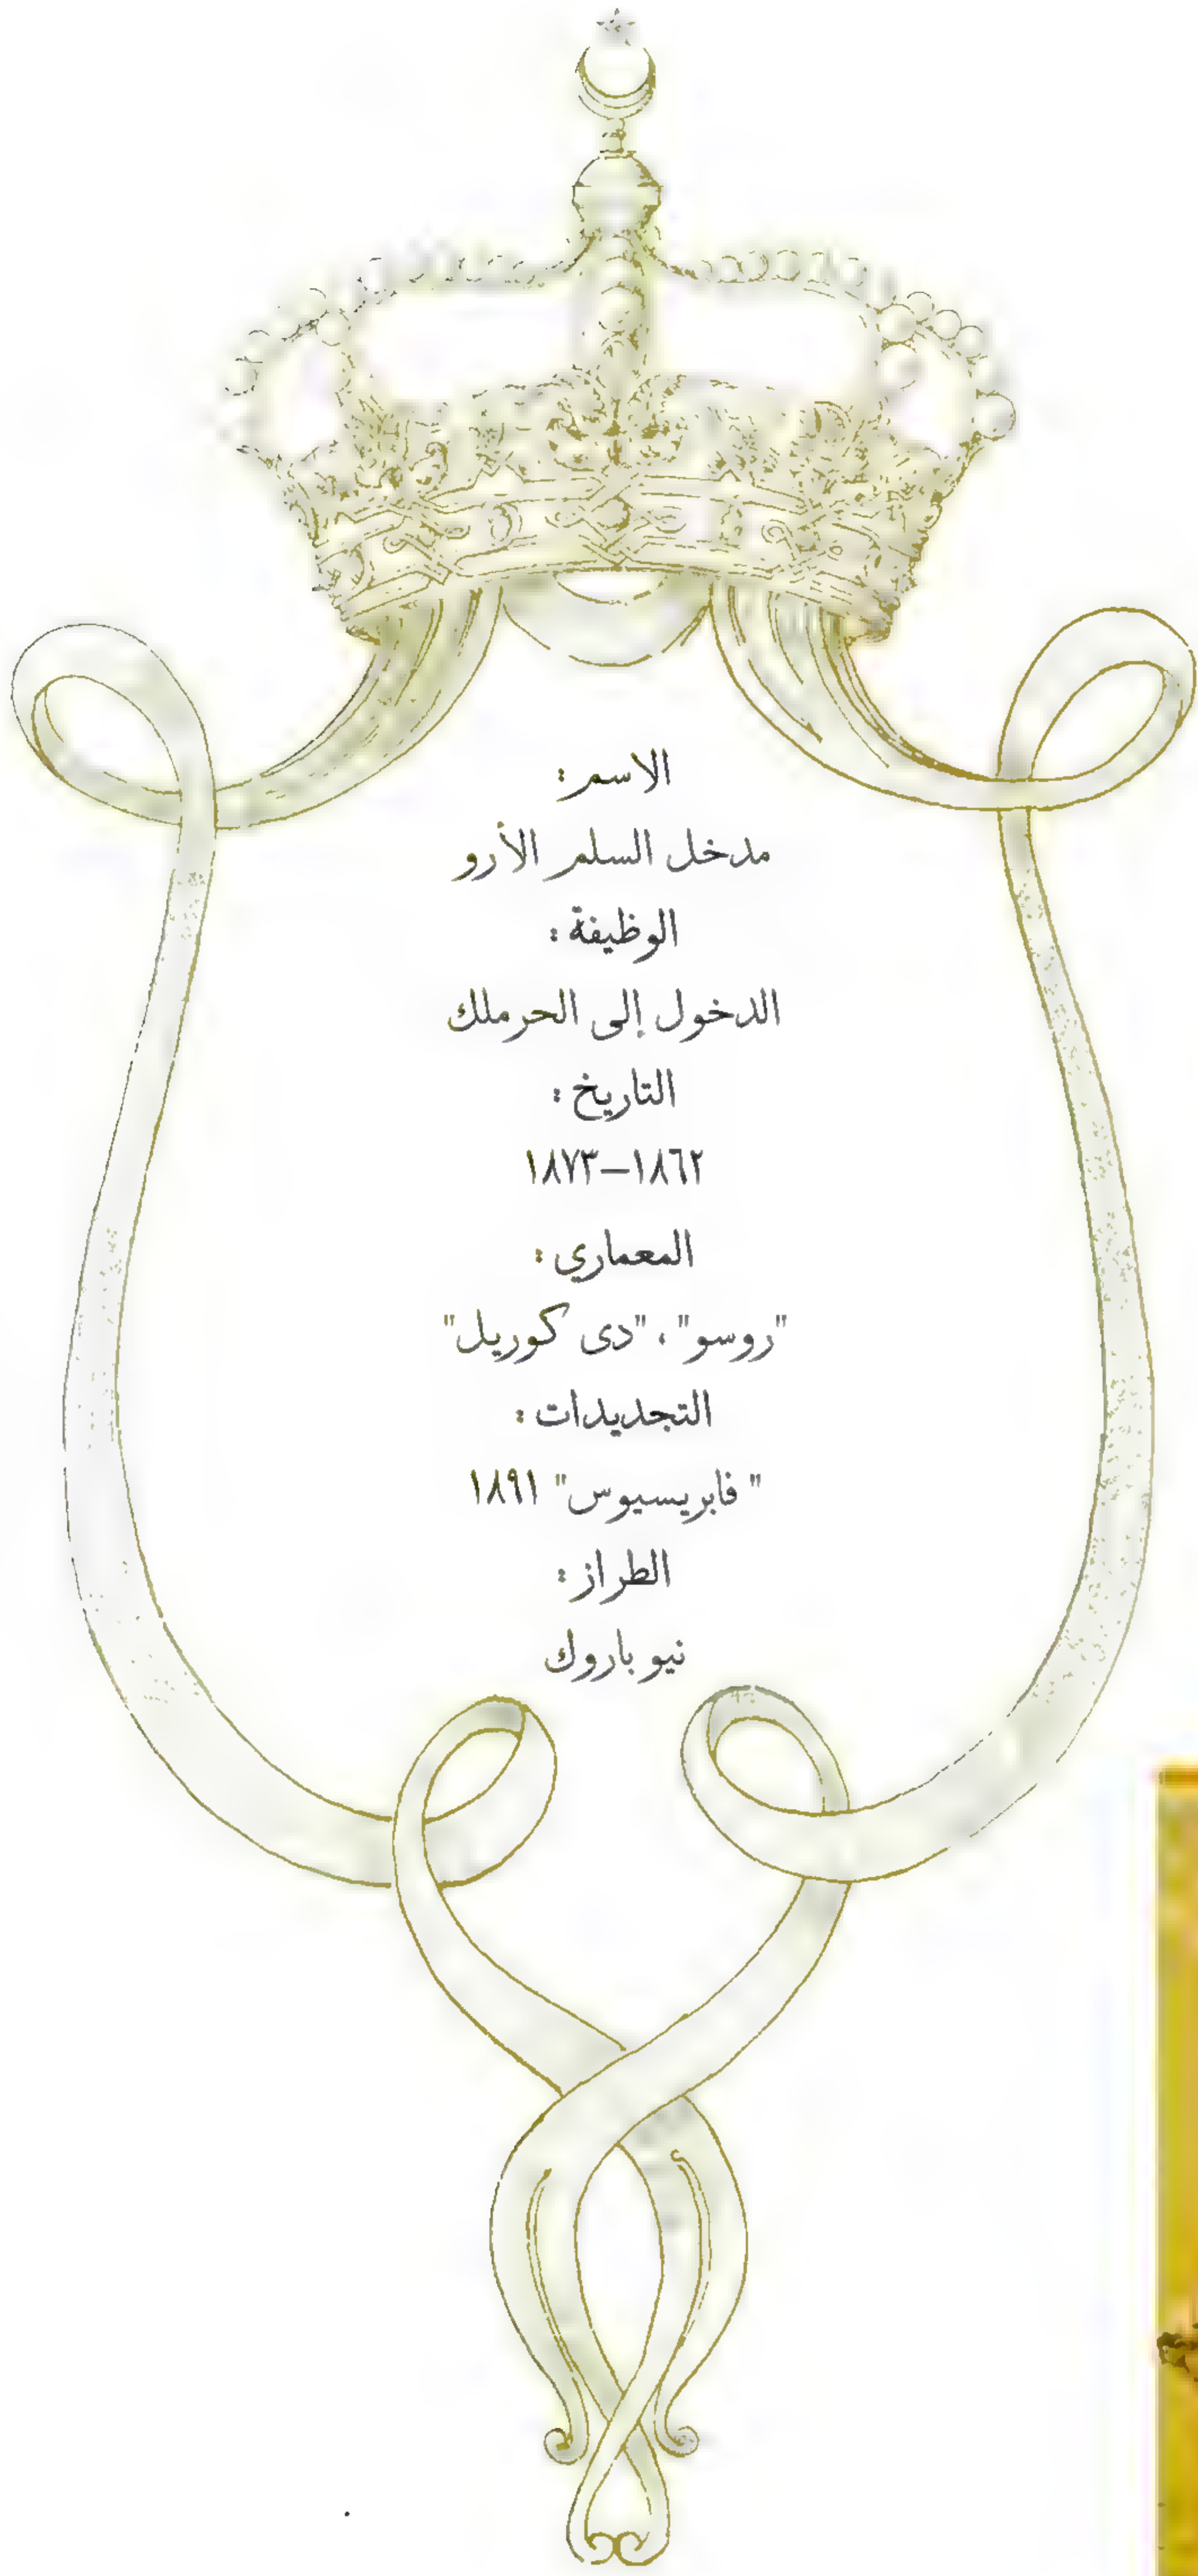 الاسم :
مدخل السلم الأرو
الوظيفة :
الدخول إلى الحرملك
التاريخ :
١٨٦٢–١٨٧٣
المعماري :
"روسو" ، "دى كوريل"
التجديدات :
" فابريسيوس" ١٨٩١
الطراز :
نيو باروك